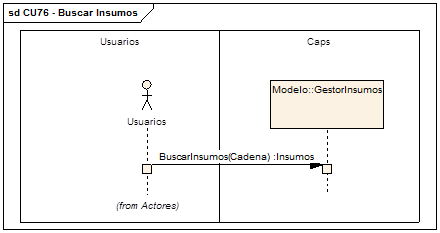 sd CU76 - Buscar Insumos
Usuarios
Caps
Modelo::GestorInsumos
Usuarios
BuscarInsumos(Cadena) :Insumos
(from Actores)